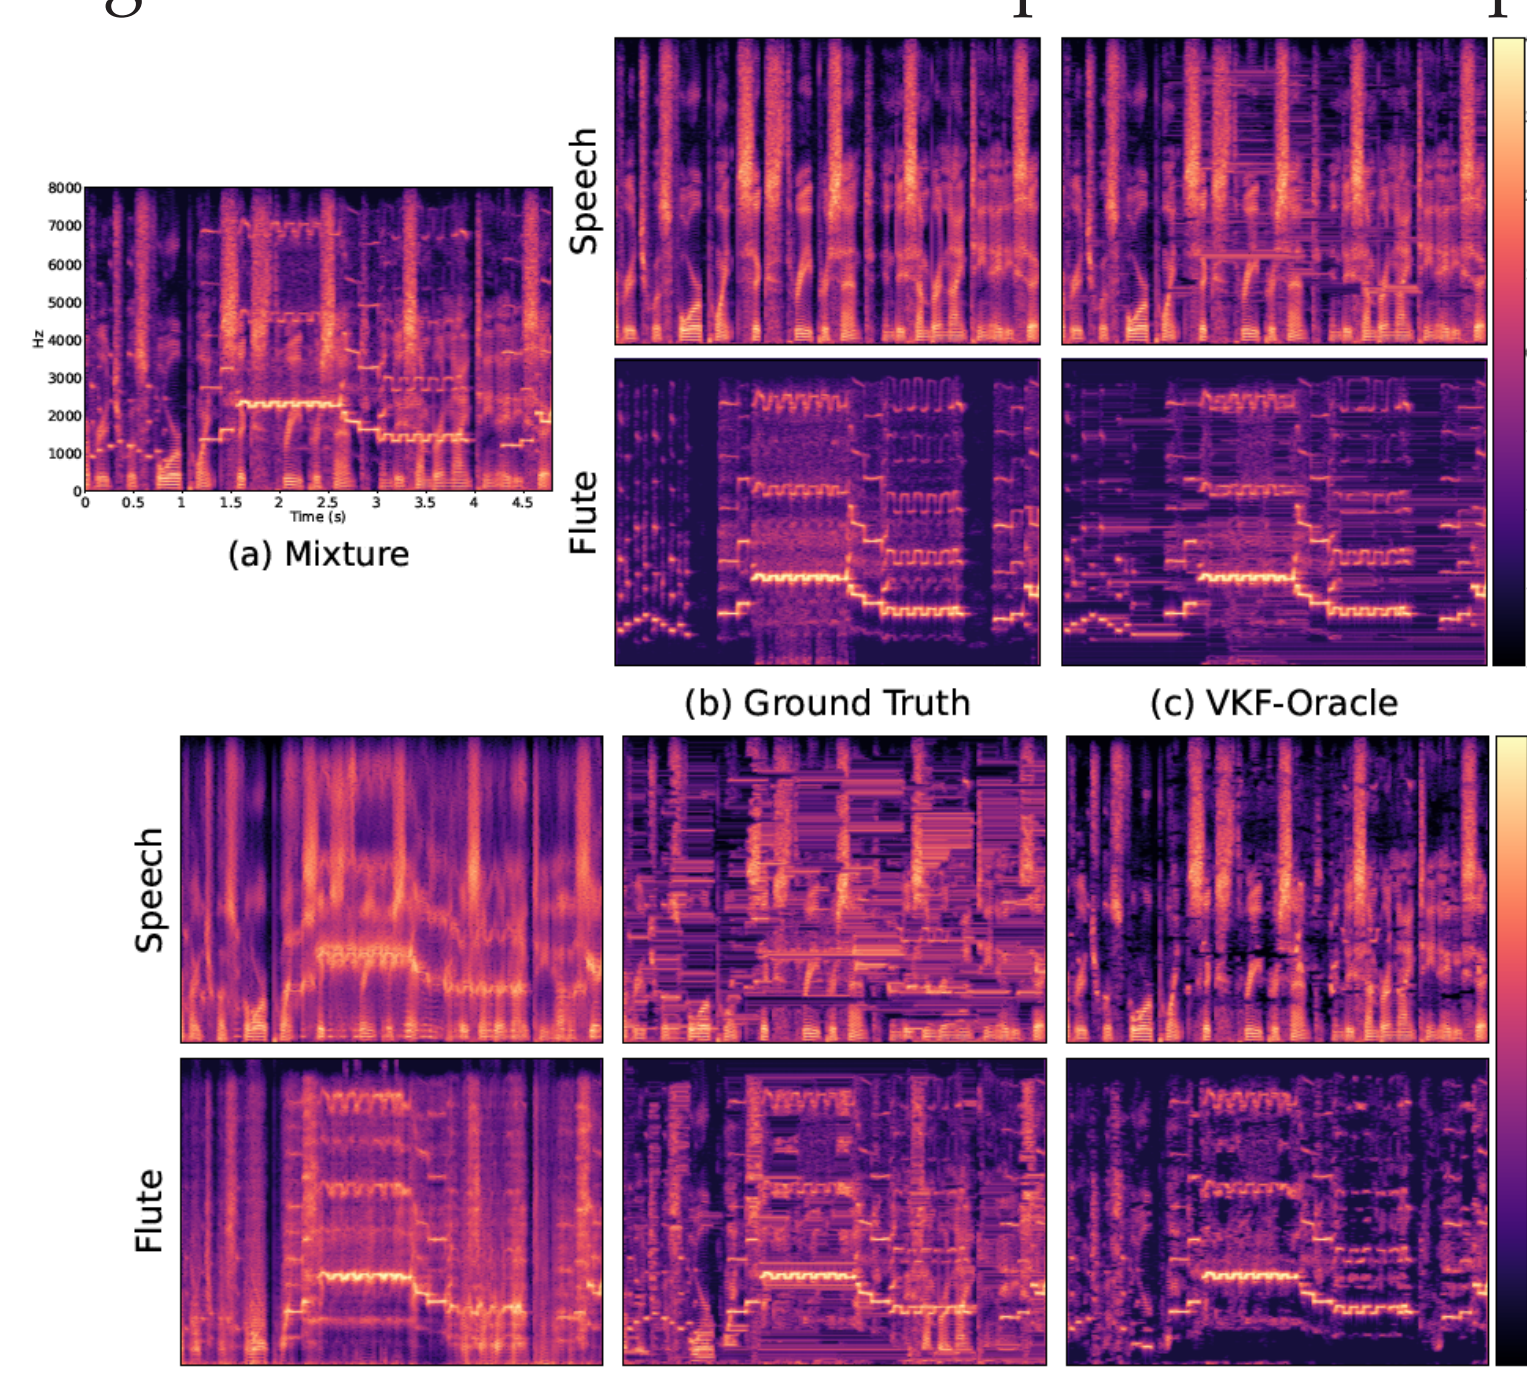 Speech
8000
7000
6000
5000
4000
3000
2000
1000
0
Hz
0 0.5 1 1.5 2 2.5 3 3.5 4 4.5
Time (s)
(a) Mixture
Flute
(b) Ground Truth
(c) VKF-Oracle
Speech
Flute